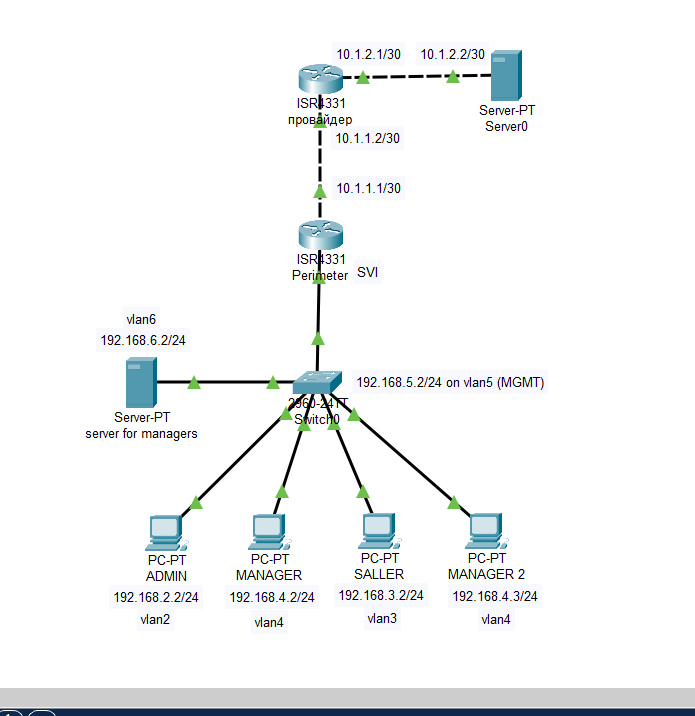 10.1.2.1/30 10.1.2.2/30
ISR4331
провайдер
Server-PT
Server0
10.1.1.2/30
10.1.1.1/30
ISR4331
Perimeter
SVI
vlan6
192.168.6.2/24
Server-PT
server for managers
192.168.5.2/24 on vlan5 (MGMT)
2960-24TT
Switch0
PC-PT
ADMIN
192.168.2.2/24
vlan2
PC-PT
MANAGER
192.168.4.2/24
vlan4
PC-PT
SALLER
192.168.3.2/24
vlan3
PC-PT
MANAGER 2
192.168.4.3/24
vlan4